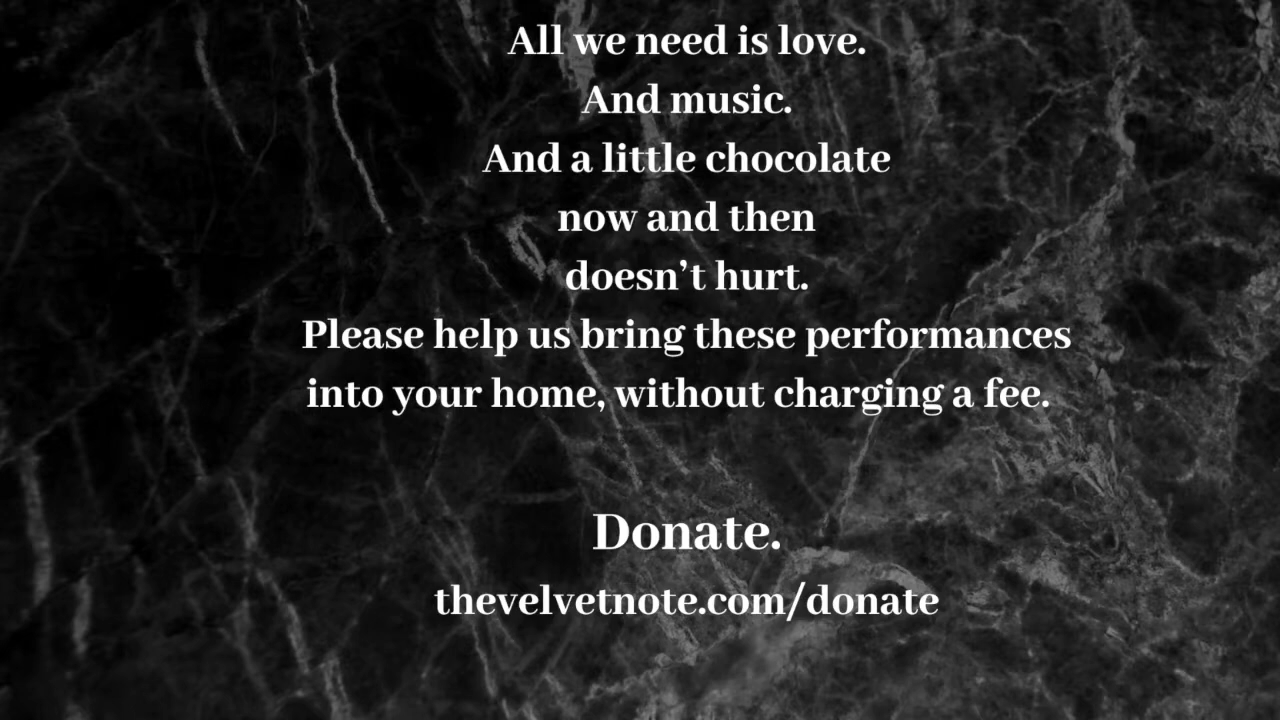 All we need is love.
And music.
And a little chocolate
now and then
doesn’t hurt.
Please help us bring these performances
into your home, without charging a fee.
Donate.
thevelvetnote.com/donate